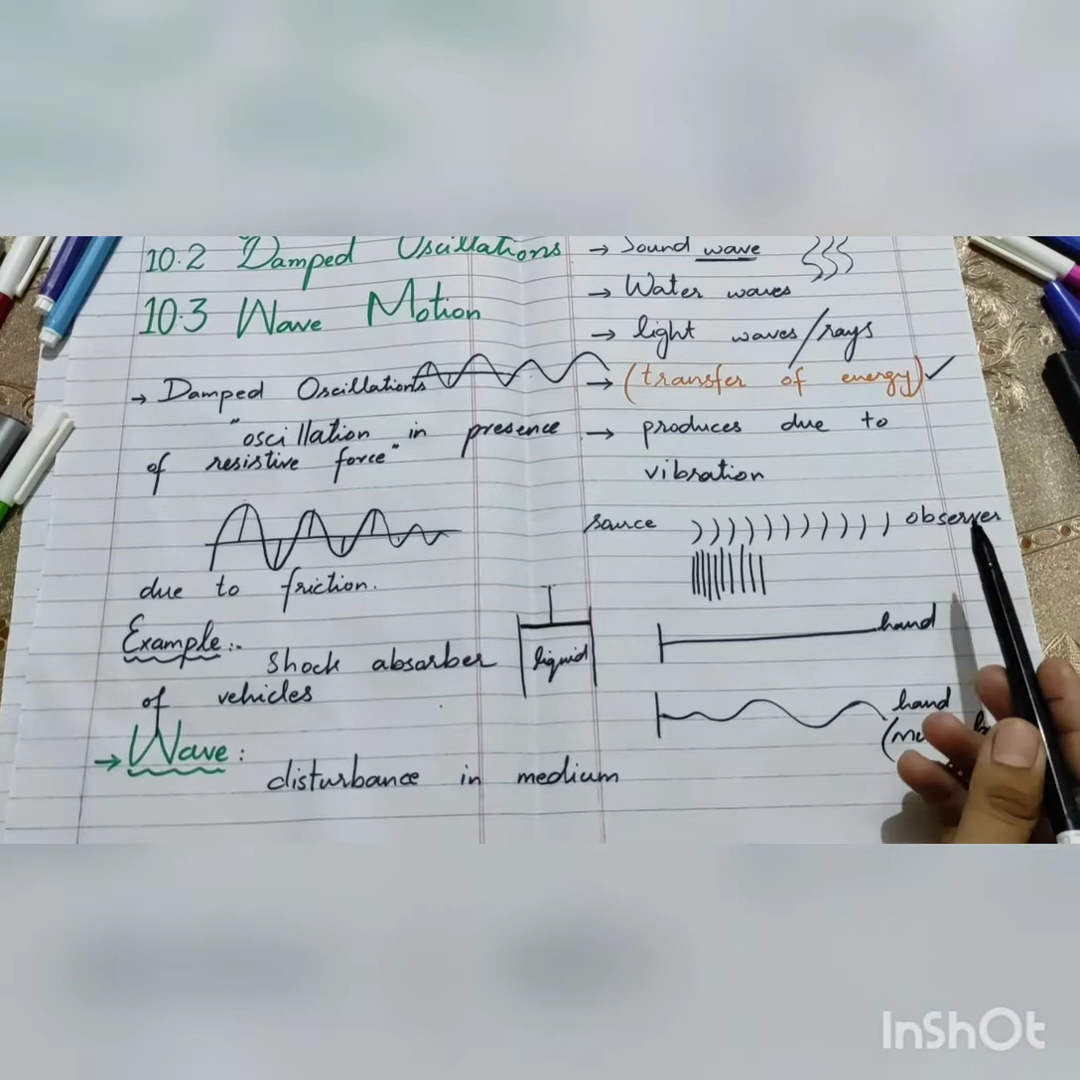 10.2 Damped Oscillations
10.3 Wave Motion
→ Damped Oscillations
"oscillation in presence
of resistive force"
due to friction.
Example:-
Shock absorber
of vehicles
liquid
→ Wave:
disturbance in medium
→ Sound wave
→ Water waves
→ light waves/rays
→ (transfer of energy) ✓
→ produces due to
vibration
source ))))))))))) observer
hand
hand
InShOt